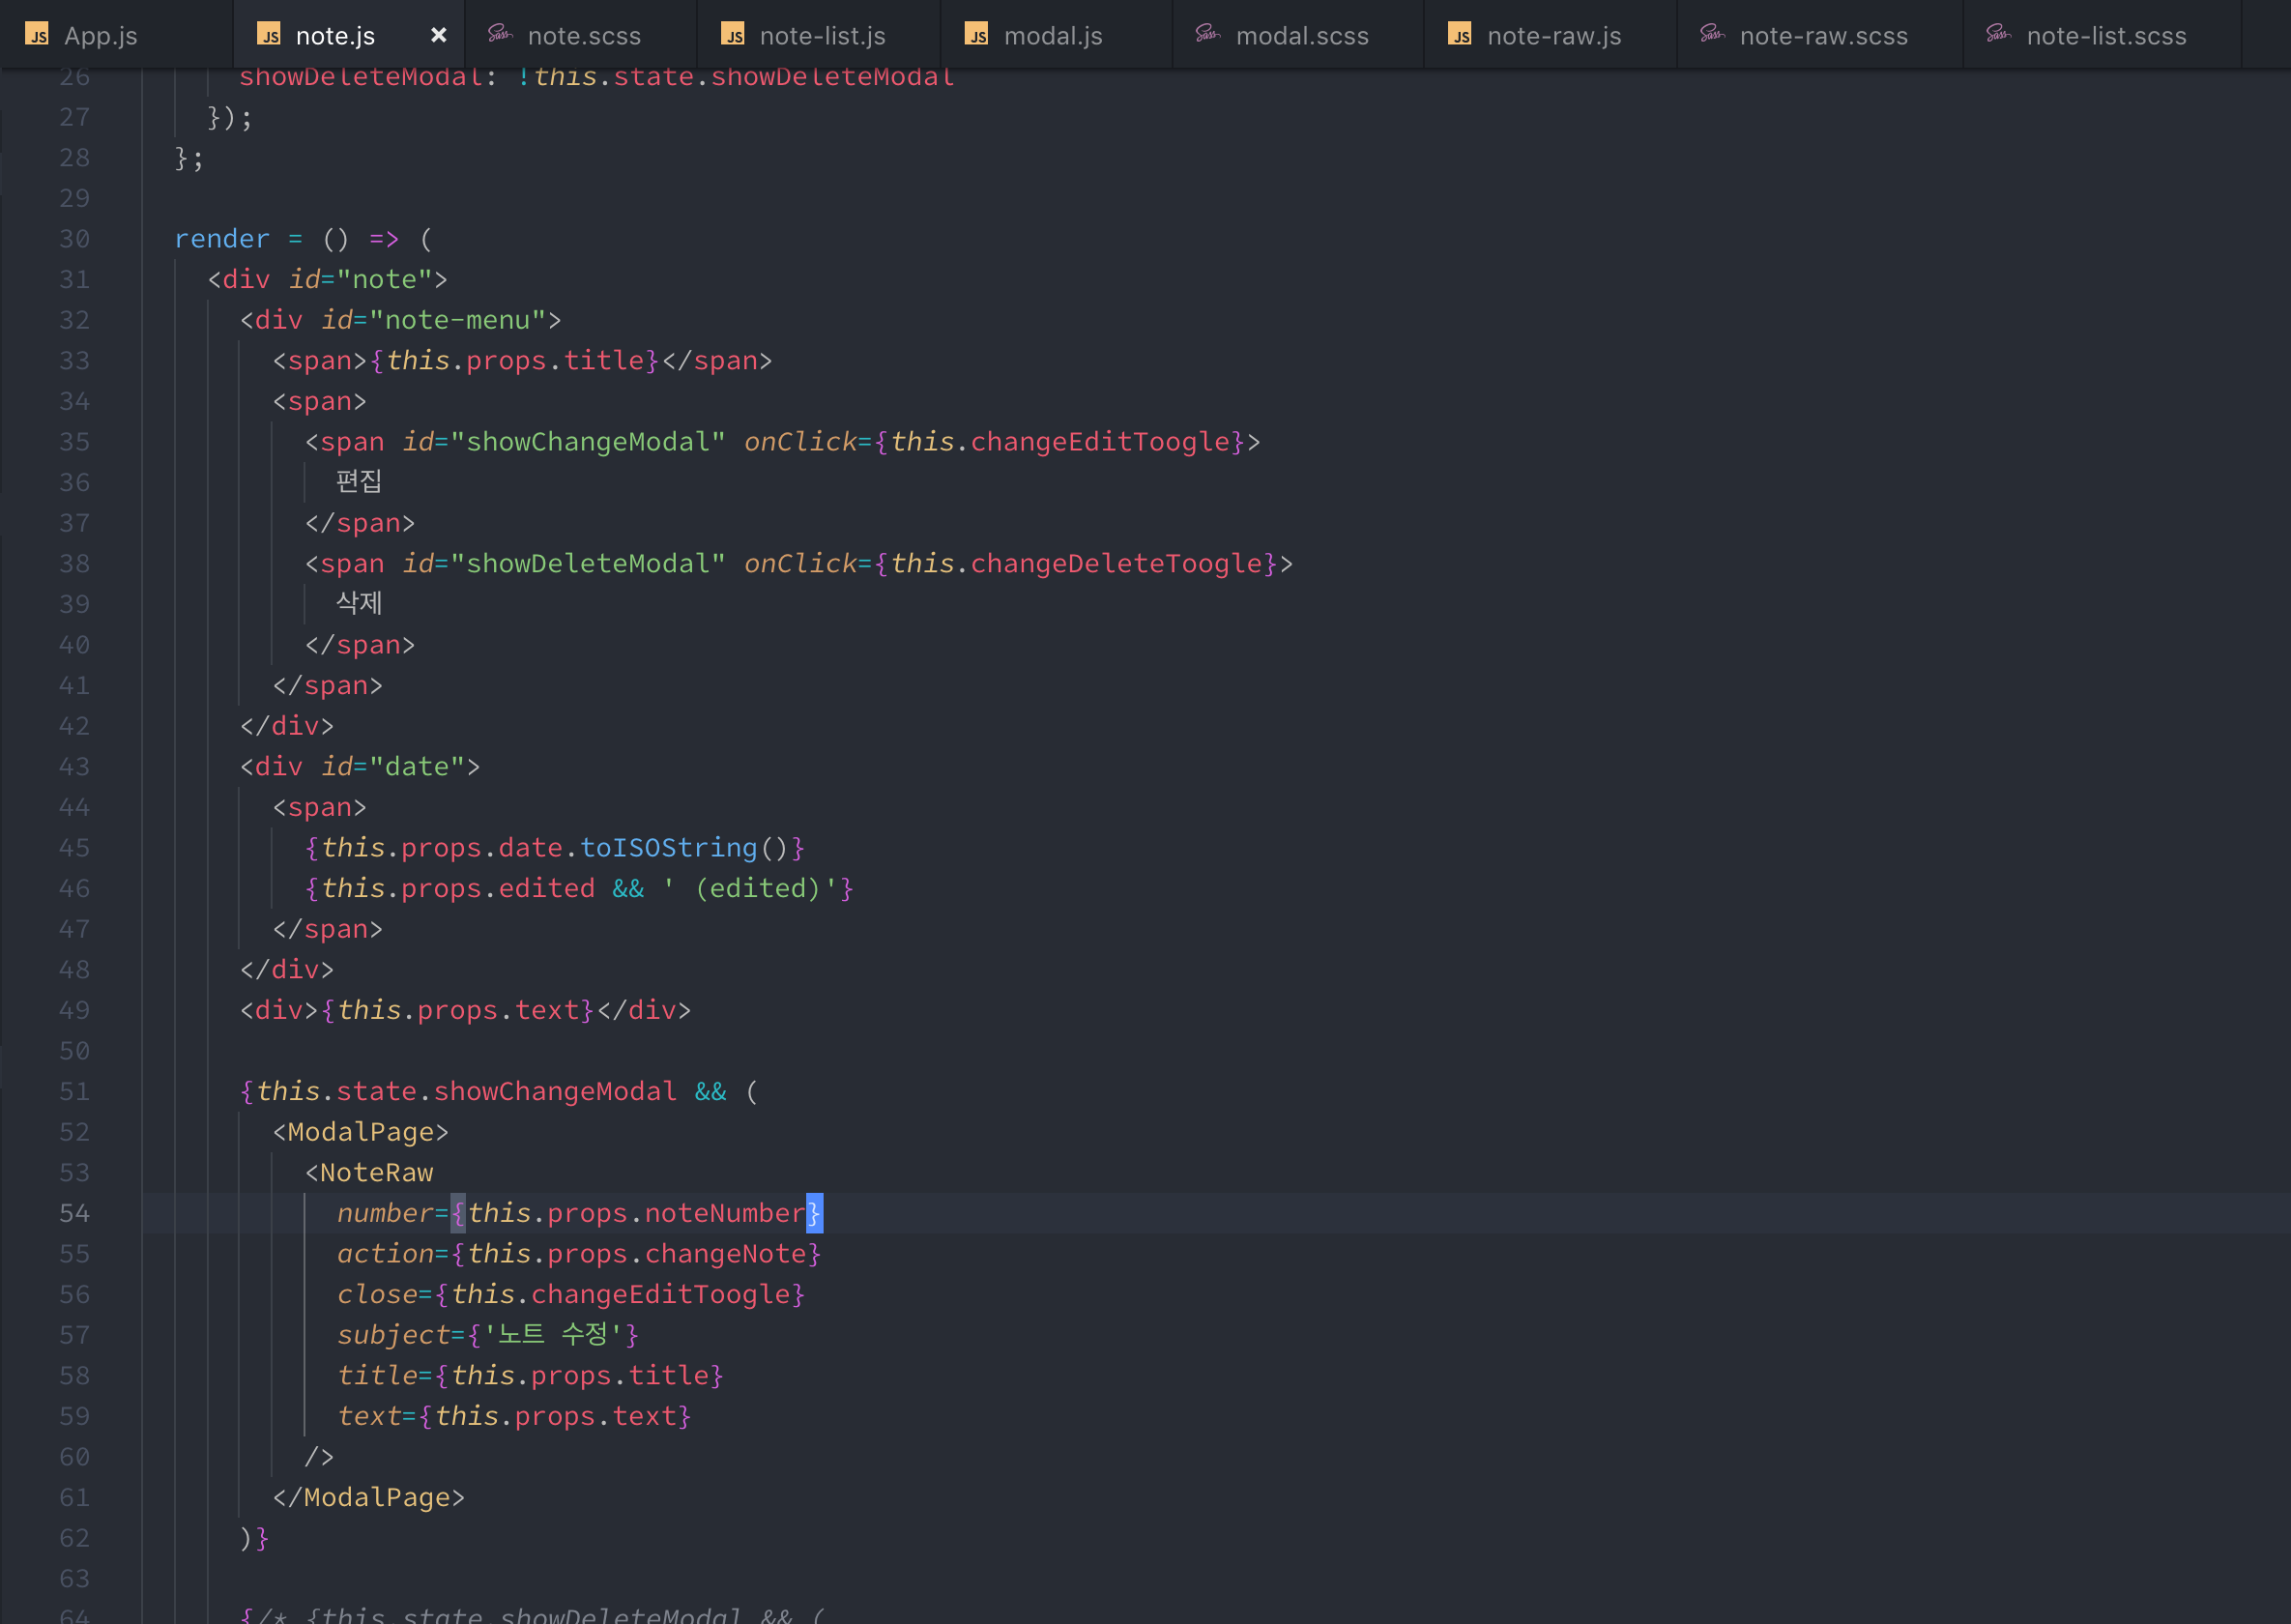 App.js note.js × note.scss note-list.js modal.js modal.scss note-raw.js note-raw.scss note-list.scss
26 showDeleteModal: !this.state.showDeleteModal
27 });
28 };
29
30 render = () => (
31 <div id="note">
32 <div id="note-menu">
33 <span>{this.props.title}</span>
34 <span>
35 <span id="showChangeModal" onClick={this.changeEditToogle}>
36 편집
37 </span>
38 <span id="showDeleteModal" onClick={this.changeDeleteToogle}>
39 삭제
40 </span>
41 </span>
42 </div>
43 <div id="date">
44 <span>
45 {this.props.date.toISOString()}
46 {this.props.edited && ' (edited)'}
47 </span>
48 </div>
49 <div>{this.props.text}</div>
50
51 {this.state.showChangeModal && (
52 <ModalPage>
53 <NoteRaw
54 number={this.props.noteNumber}
55 action={this.props.changeNote}
56 close={this.changeEditToogle}
57 subject={'노트 수정'}
58 title={this.props.title}
59 text={this.props.text}
60 />
61 </ModalPage>
62 )}
63
64 {/* {this.state.showDeleteModal && (